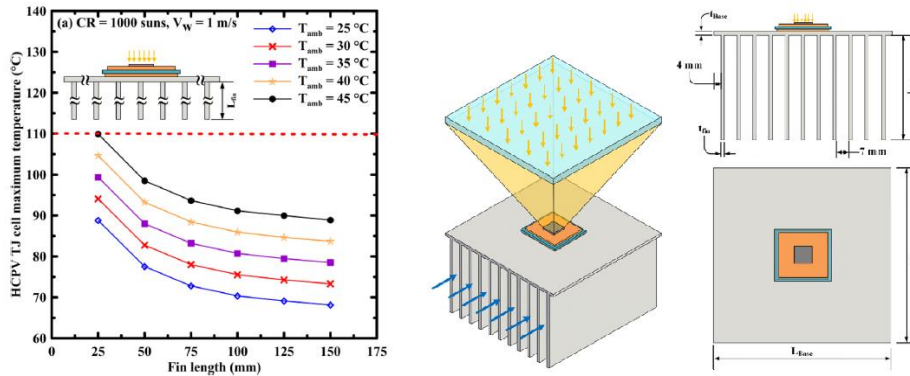 (a) CR = 1000 suns, V_W = 1 m/s
T_amb = 25 °C
T_amb = 30 °C
T_amb = 35 °C
T_amb = 40 °C
T_amb = 45 °C
L_fin
HCPV TJ cell maximum temperature (°C)
140
130
120
110
100
90
80
70
60
0
25
50
75
100
125
150
175
Fin length (mm)
t_Base
4 mm
t_fin
7 mm
L_Base